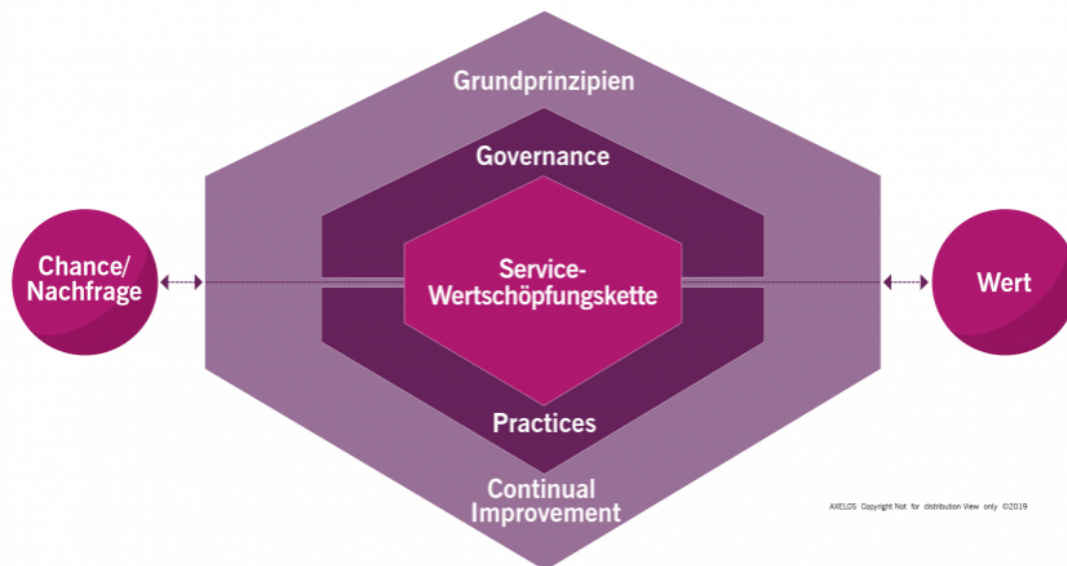 Grundprinzipien
Governance
Chance/
Nachfrage
Service-
Wertschöpfungskette
Wert
Practices
Continual
Improvement
AXELOS Copyright Not for distribution View only ©2019